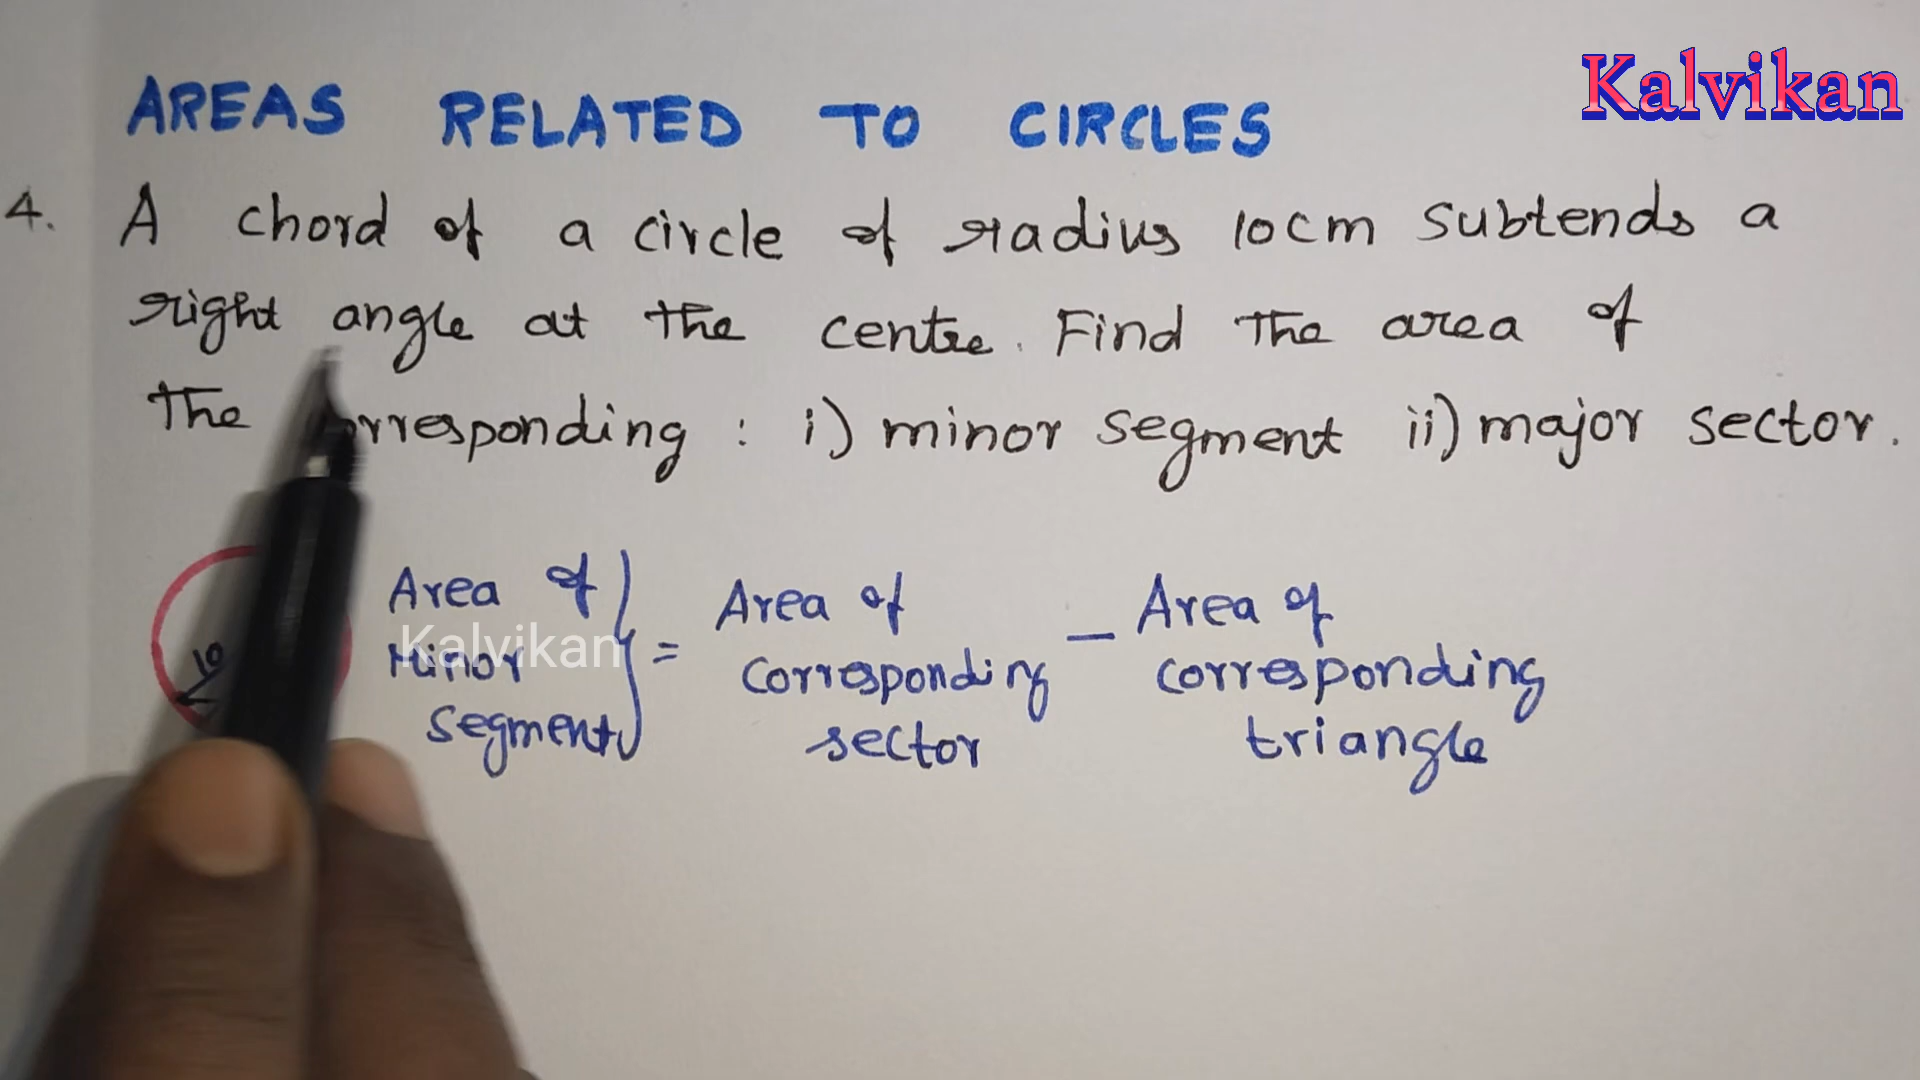 Kalvikan
AREAS RELATED TO CIRCLES
4. A chord of a circle of radius 10cm subtends a
right angle at the centre. Find the area of
the corresponding : i) minor segment ii) major sector.
Area of Minor segment } = Area of corresponding sector — Area of corresponding triangle
10
Kalvikan